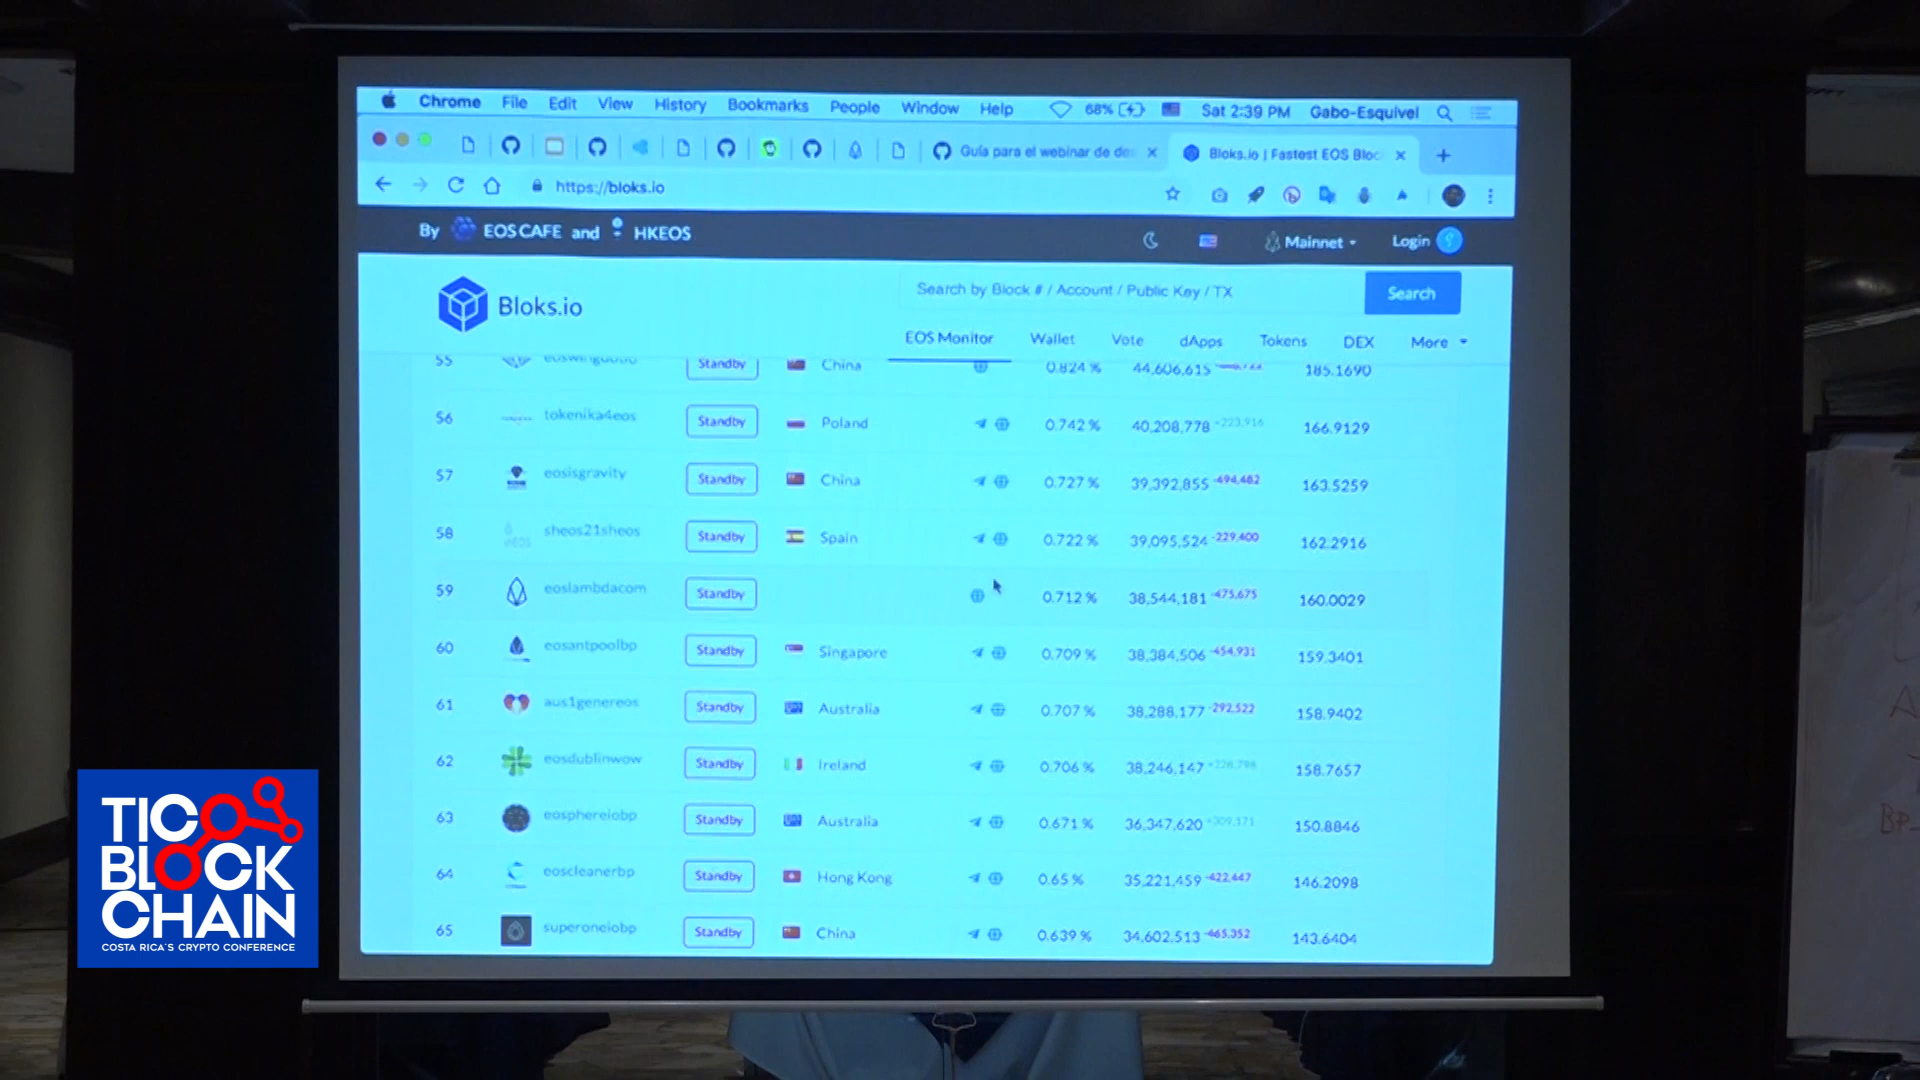 Chrome File Edit View History Bookmarks People Window Help 68% Sat 2:39 PM Gabo-Esquivel
Guía para el webinar de de
Bloks.io | Fastest EOS Bloc
https://bloks.io
By EOS CAFE and HKEOS Mainnet Login
Bloks.io
Search by Block # / Account / Public Key / TX Search
EOS Monitor Wallet Vote dApps Tokens DEX More
55 Standby China 0.824 % 44,606,615 185.1690
56 tokenika4eos Standby Poland 0.742 % 40,208,778 +223,916 166.9129
57 eosisgravity Standby China 0.727 % 39,392,855 -494,482 163.5259
58 sheos21sheos Standby Spain 0.722 % 39,095,524 -229,400 162.2916
59 eoslambdacom Standby 0.712 % 38,544,181 -475,675 160.0029
60 eosantpoolbp Standby Singapore 0.709 % 38,384,506 -454,931 159.3401
61 aus1genereos Standby Australia 0.707 % 38,288,177 -292,522 158.9402
62 eosdublinwow Standby Ireland 0.706 % 38,246,147 158.7657
63 eosphereiobp Standby Australia 0.671 % 36,347,620 +309,171 150.8846
64 eoscleanerbp Standby Hong Kong 0.65 % 35,221,459 -422,447 146.2098
65 superoneiobp Standby China 0.639 % 34,602,513 -465,352 143.6404
TICO
BLOCK
CHAIN
COSTA RICA'S CRYPTO CONFERENCE